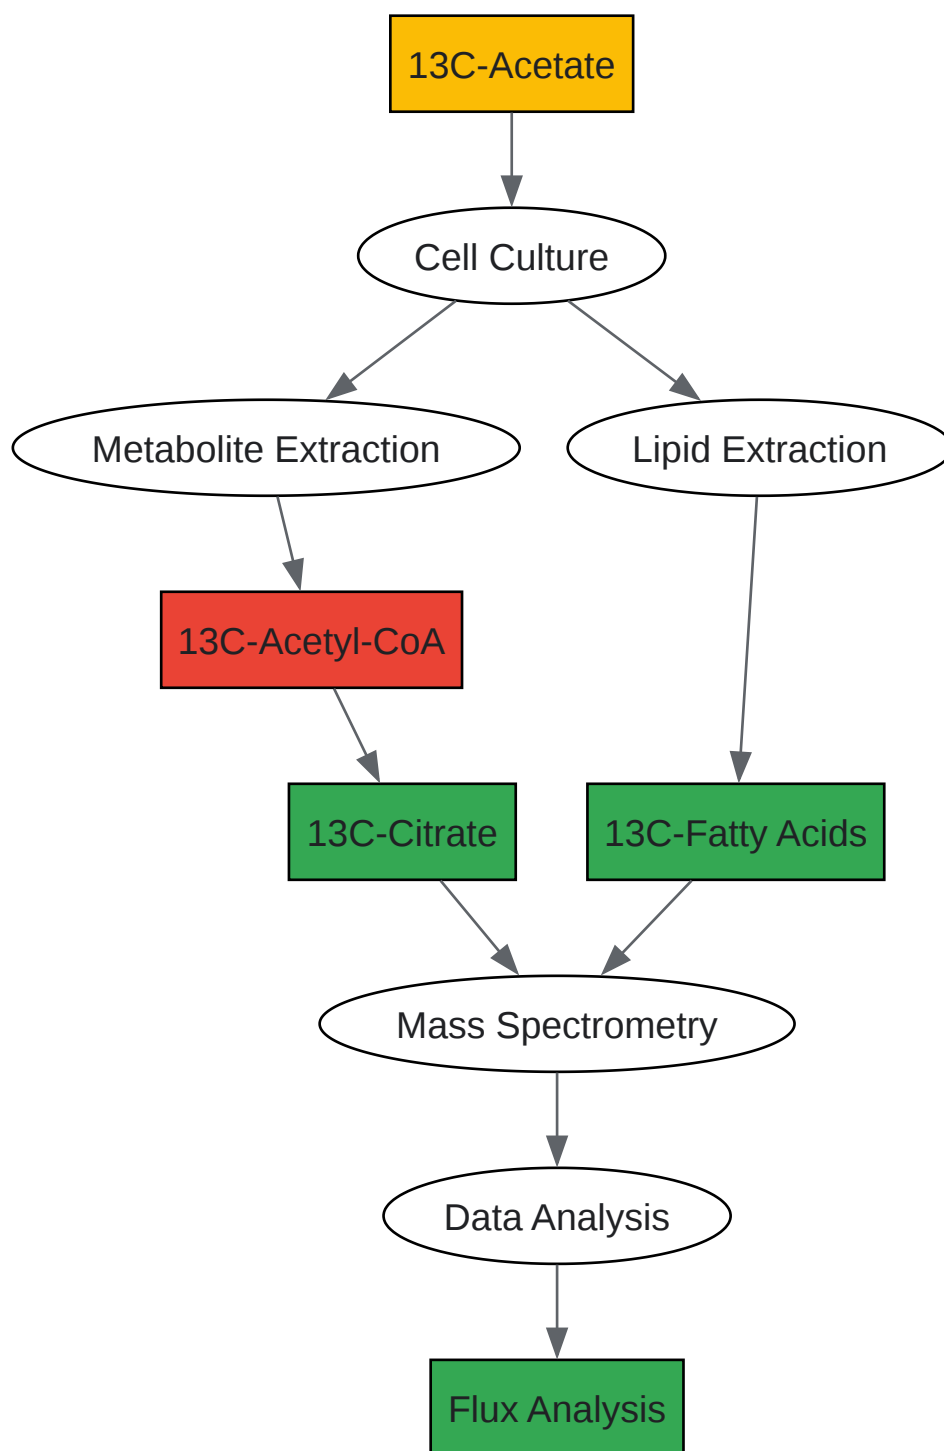 13C-Acetate
Cell Culture
Metabolite Extraction
Lipid Extraction
13C-Acetyl-CoA
13C-Citrate
13C-Fatty Acids
Mass Spectrometry
Data Analysis
Flux Analysis